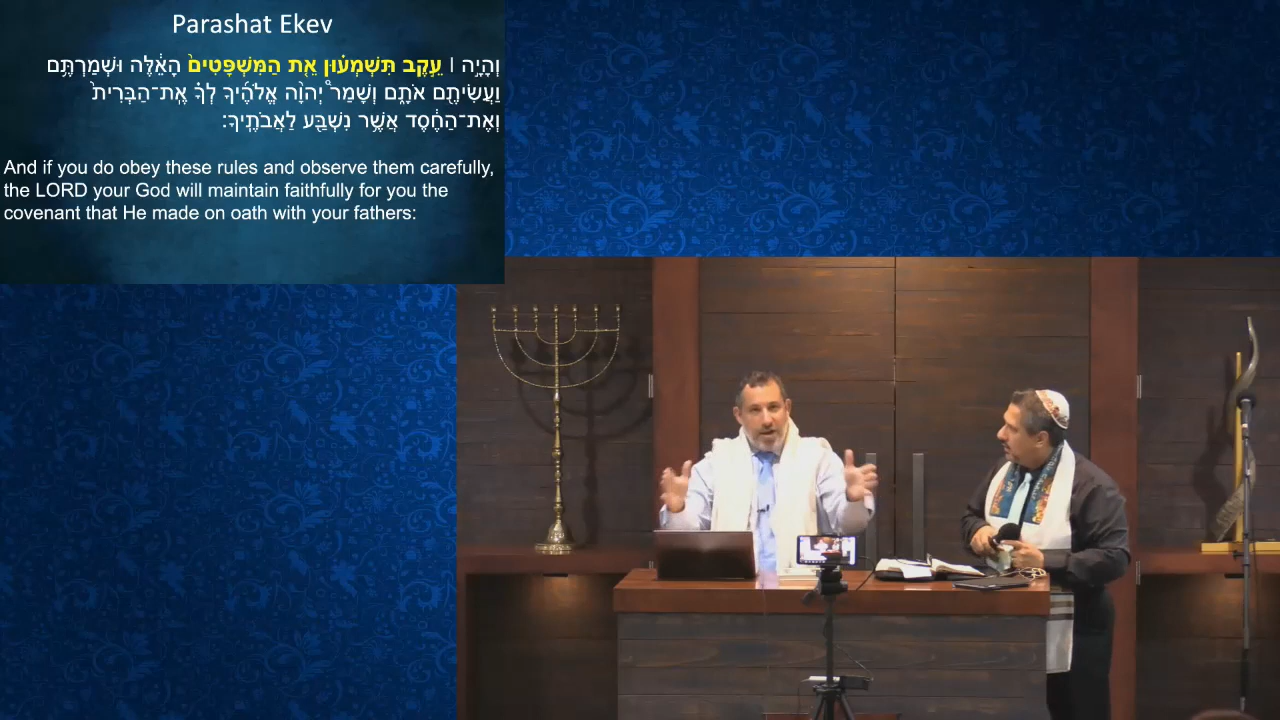 Parashat Ekev
וְהָיָ֣ה ׀ עֵ֣קֶב תִּשְׁמְע֗וּן אֵ֤ת הַמִּשְׁפָּטִים֙ הָאֵ֔לֶּה וּשְׁמַרְתֶּ֥ם
וַעֲשִׂיתֶ֖ם אֹתָ֑ם וְשָׁמַר֩ יְהוָ֨ה אֱלֹהֶ֜יךָ לְךָ֗ אֶֽת־הַבְּרִית֙
וְאֶת־הַחֶ֔סֶד אֲשֶׁ֥ר נִשְׁבַּ֖ע לַאֲבֹתֶֽיךָ׃
And if you do obey these rules and observe them carefully,
the LORD your God will maintain faithfully for you the
covenant that He made on oath with your fathers: